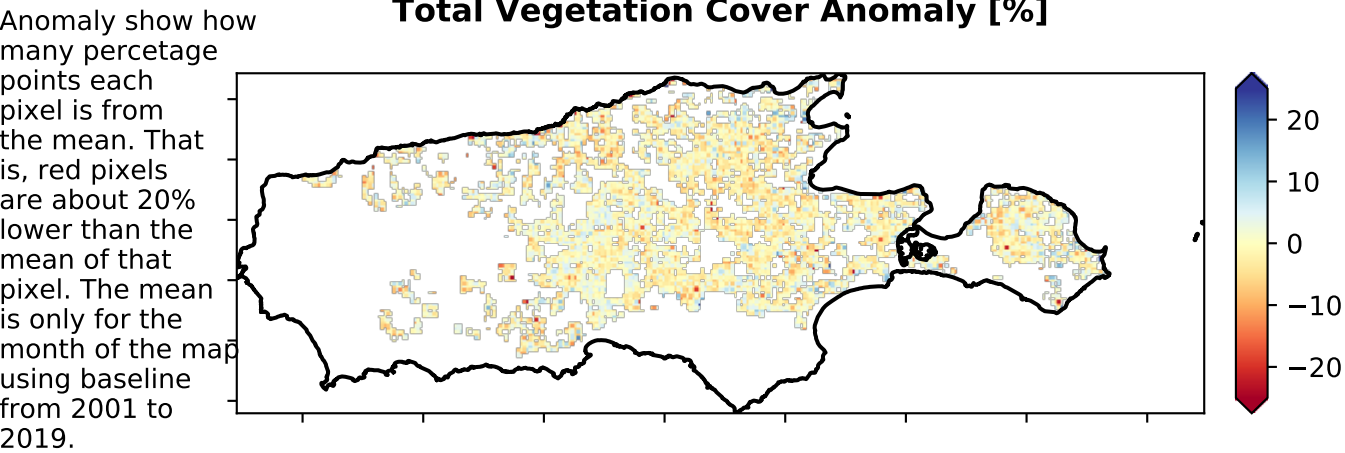 Total Vegetation Cover Anomaly [%]
Anomaly show how
many percetage
points each
pixel is from
the mean. That
is, red pixels
are about 20%
lower than the
mean of that
pixel. The mean
is only for the
month of the map
using baseline
from 2001 to
2019.
20
10
0
−10
−20